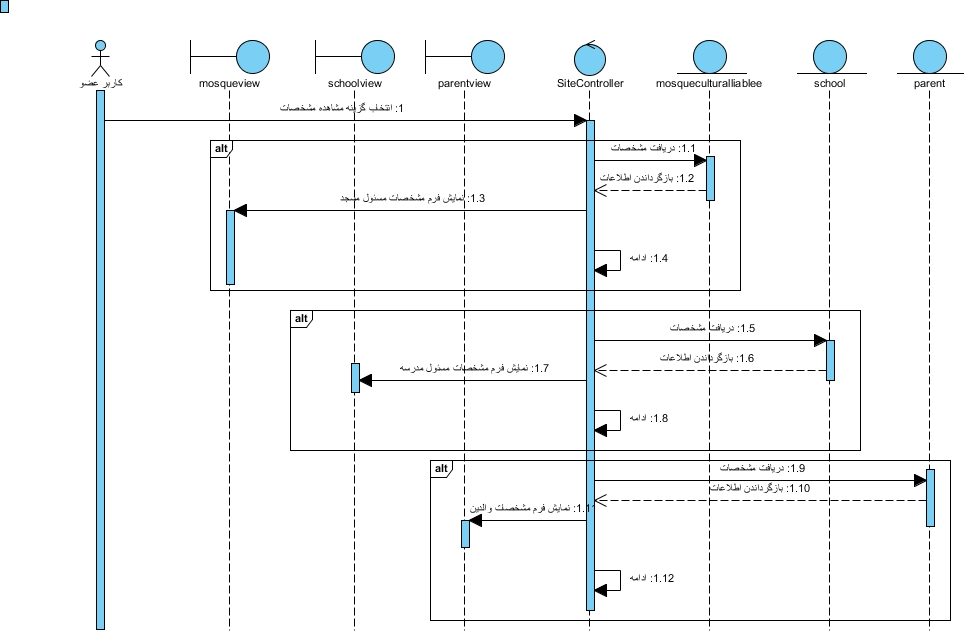 کاربر عضو
mosqueview
schoolview
parentview
SiteController
mosqueculturalliablee
school
parent
1: انتخاب گزینه مشاهده مشخصات
alt
1.1: دریافت مشخصات
1.2: بازگرداندن اطلاعات
1.3: نمایش فرم مشخصات مسئول مسجد
1.4: ادامه
alt
1.5: دریافت مشخصات
1.6: بازگرداندن اطلاعات
1.7: نمایش فرم مشخصات مسئول مدرسه
1.8: ادامه
alt
1.9: دریافت مشخصات
1.10: بازگرداندن اطلاعات
1.11: نمایش فرم مشخصات والدین
1.12: ادامه